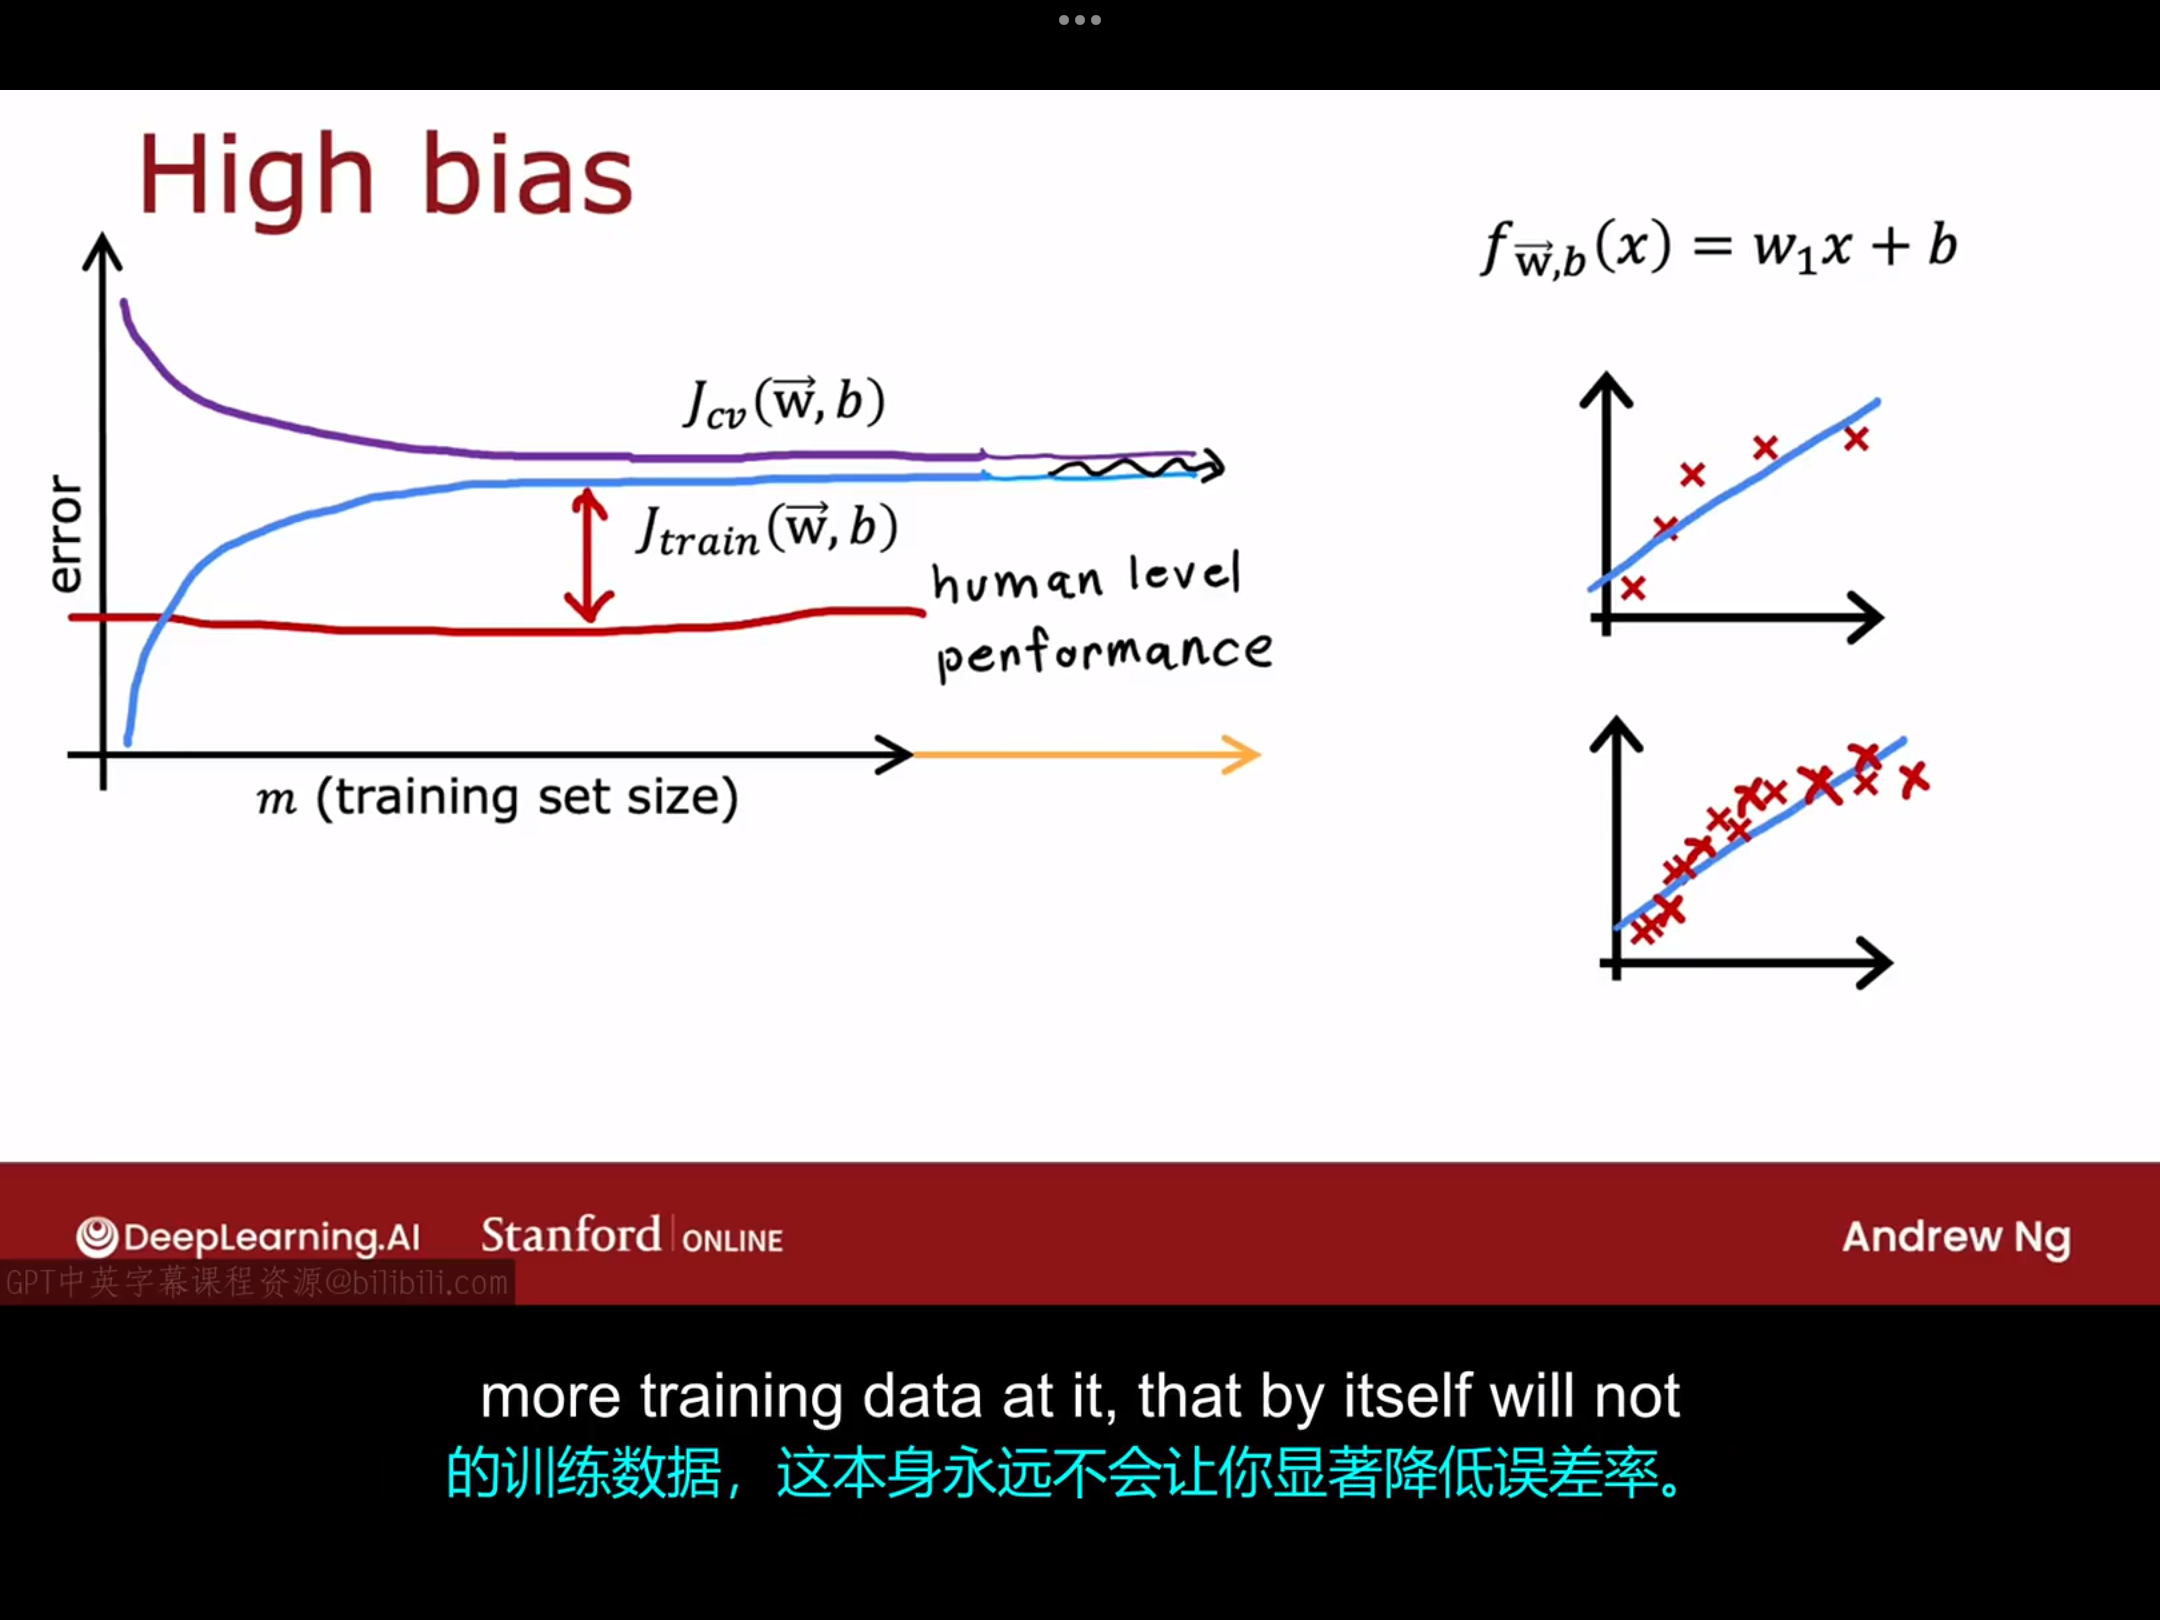 High bias
f_{\vec{w},b}(x) = w_1x + b
J_{cv}(\vec{w}, b)
J_{train}(\vec{w}, b)
human level
performance
error
m (training set size)
DeepLearning.AI
Stanford | ONLINE
Andrew Ng
GPT中英字幕课程资源@bilibili.com
more training data at it, that by itself will not
的训练数据，这本身永远不会让你显著降低误差率。